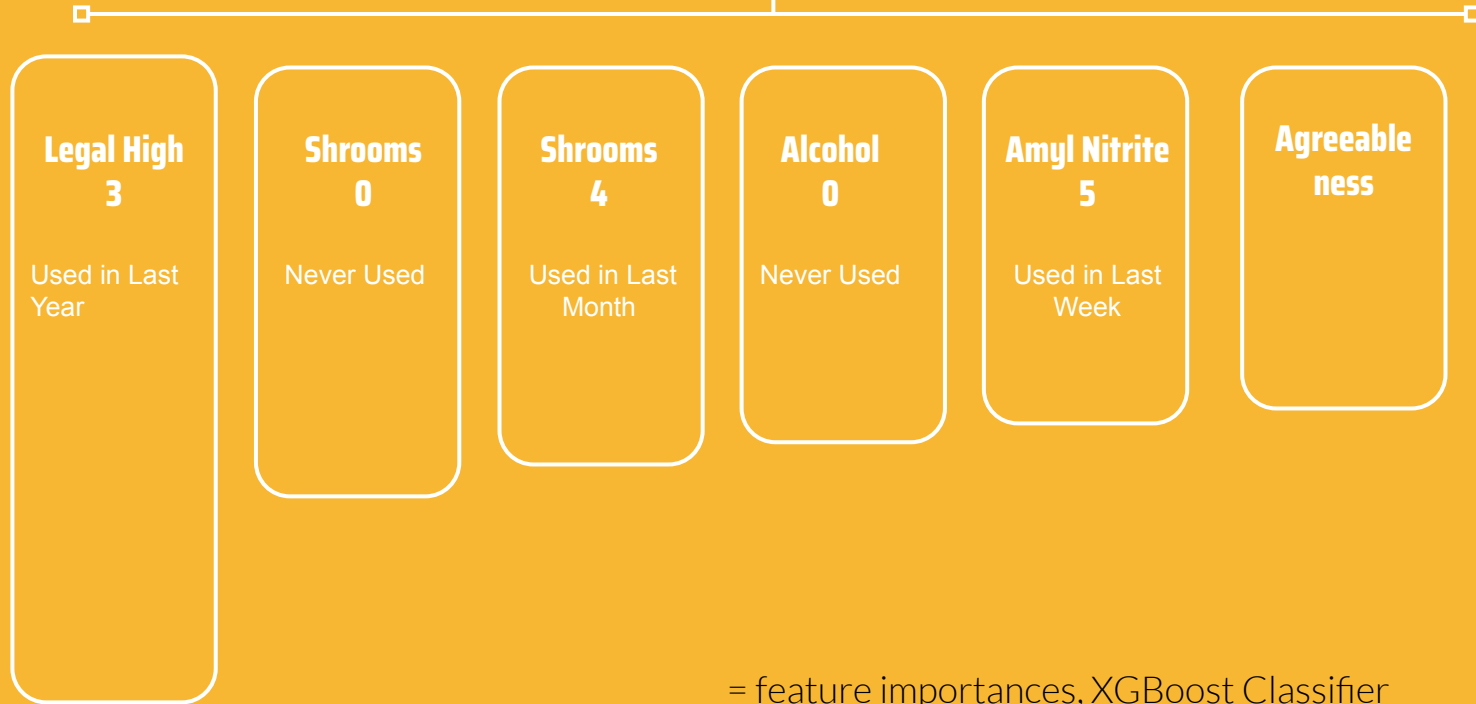 Legal High
3
Used in Last
Year
Shrooms
0
Never Used
Shrooms
4
Used in Last
Month
Alcohol
0
Never Used
Amyl Nitrite
5
Used in Last
Week
Agreeable
ness
= feature importances, XGBoost Classifier